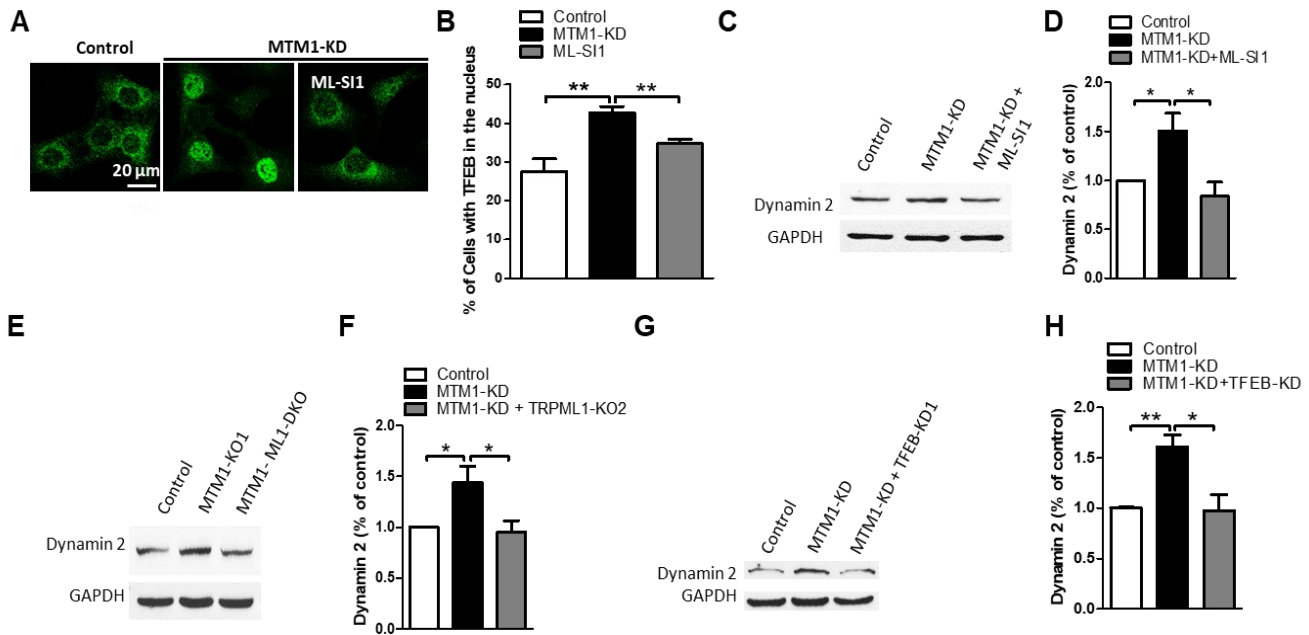 A
Control
MTM1-KD
ML-SI1
20 µm
B
Control
MTM1-KD
ML-SI1
% of Cells with TFEB in the nucleus
50
40
30
20
10
0
**
**
C
Control
MTM1-KD
MTM1-KD +
ML-SI1
Dynamin 2
GAPDH
D
Control
MTM1-KD
MTM1-KD+ML-SI1
Dynamin 2 (% of control)
2.0
1.5
1.0
0.5
0.0
*
*
E
Control
MTM1-KO1
MTM1- ML1-DKO
Dynamin 2
GAPDH
F
Control
MTM1-KD
MTM1-KD + TRPML1-KO2
Dynamin 2 (% of control)
2.0
1.5
1.0
0.5
0.0
*
*
G
Control
MTM1-KD
MTM1-KD + TFEB-KD1
Dynamin 2
GAPDH
H
Control
MTM1-KD
MTM1-KD+TFEB-KD
Dynamin 2 (% of control)
2.0
1.5
1.0
0.5
0.0
**
*